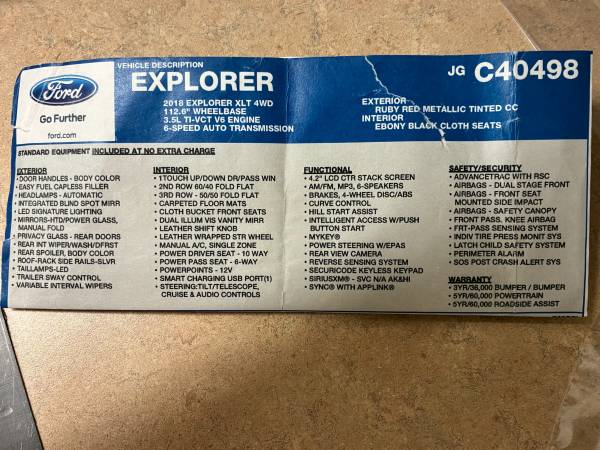 Ford
Go Further
ford.com
VEHICLE DESCRIPTION
EXPLORER
2018 EXPLORER XLT 4WD
112.6" WHEELBASE
3.5L TI-VCT V6 ENGINE
6-SPEED AUTO TRANSMISSION
JG C40498
EXTERIOR
RUBY RED METALLIC TINTED CC
INTERIOR
EBONY BLACK CLOTH SEATS
STANDARD EQUIPMENT INCLUDED AT NO EXTRA CHARGE
EXTERIOR
• DOOR HANDLES - BODY COLOR
• EASY FUEL CAPLESS FILLER
• HEADLAMPS - AUTOMATIC
• INTEGRATED BLIND SPOT MIRR
• LED SIGNATURE LIGHTING
• MIRRORS-HTD/POWER GLASS,
MANUAL FOLD
• PRIVACY GLASS - REAR DOORS
• REAR INT WIPER/WASH/DFRST
• REAR SPOILER, BODY COLOR
• ROOF-RACK SIDE RAILS-SLVR
• TAILLAMPS-LED
• TRAILER SWAY CONTROL
• VARIABLE INTERVAL WIPERS
INTERIOR
• 1TOUCH UP/DOWN DR/PASS WIN
• 2ND ROW 60/40 FOLD FLAT
• 3RD ROW - 50/50 FOLD FLAT
• CARPETED FLOOR MATS
• CLOTH BUCKET FRONT SEATS
• DUAL ILLUM VIS VANITY MIRR
• LEATHER SHIFT KNOB
• LEATHER WRAPPED STR WHEEL
• MANUAL A/C, SINGLE ZONE
• POWER DRIVER SEAT - 10 WAY
• POWER PASS SEAT - 6-WAY
• POWERPOINTS - 12V
• SMART CHARGING USB PORT(1)
• STEERING:TILT/TELESCOPE,
CRUISE & AUDIO CONTROLS
FUNCTIONAL
• 4.2" LCD CTR STACK SCREEN
• AM/FM, MP3, 6-SPEAKERS
• BRAKES, 4-WHEEL DISC/ABS
• CURVE CONTROL
• HILL START ASSIST
• INTELLIGENT ACCESS W/PUSH
BUTTON START
• MYKEY®
• POWER STEERING W/EPAS
• REAR VIEW CAMERA
• REVERSE SENSING SYSTEM
• SECURICODE KEYLESS KEYPAD
• SIRIUSXM® - SVC N/A AK&HI
• SYNC® WITH APPLINK®
SAFETY/SECURITY
• ADVANCETRAC WITH RSC
• AIRBAGS - DUAL STAGE FRONT
• AIRBAGS - FRONT SEAT
MOUNTED SIDE IMPACT
• AIRBAGS - SAFETY CANOPY
• FRONT PASS. KNEE AIRBAG
• FRT-PASS SENSING SYSTEM
• INDIV TIRE PRESS MONIT SYS
• LATCH CHILD SAFETY SYSTEM
• PERIMETER ALARM
• SOS POST CRASH ALERT SYS
WARRANTY
• 3YR/36,000 BUMPER / BUMPER
• 5YR/60,000 POWERTRAIN
• 5YR/60,000 ROADSIDE ASSIST